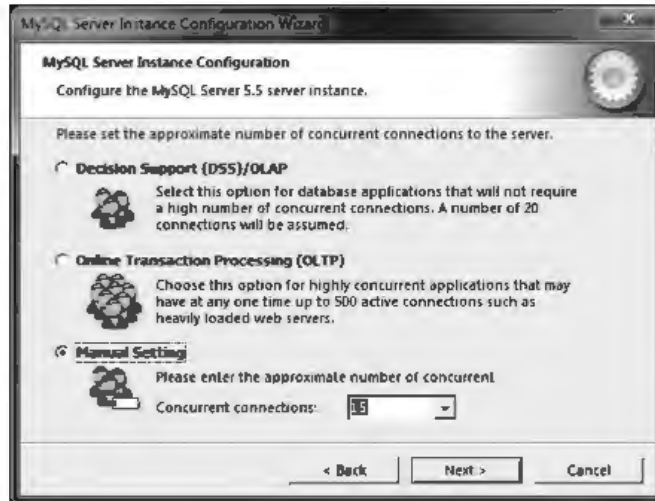 MySQL Server Instance Configuration Wizard
MySQL Server Instance Configuration
Configure the MySQL Server 5.5 server instance.
Please set the approximate number of concurrent connections to the server.
Decision Support (DSS)/OLAP
Select this option for database applications that will not require
a high number of concurrent connections. A number of 20
connections will be assumed.
Online Transaction Processing (OLTP)
Choose this option for highly concurrent applications that may
have at any one time up to 500 active connections such as
heavily loaded web servers.
Manual Setting
Please enter the approximate number of concurrent
Concurrent connections: 15
< Back Next > Cancel